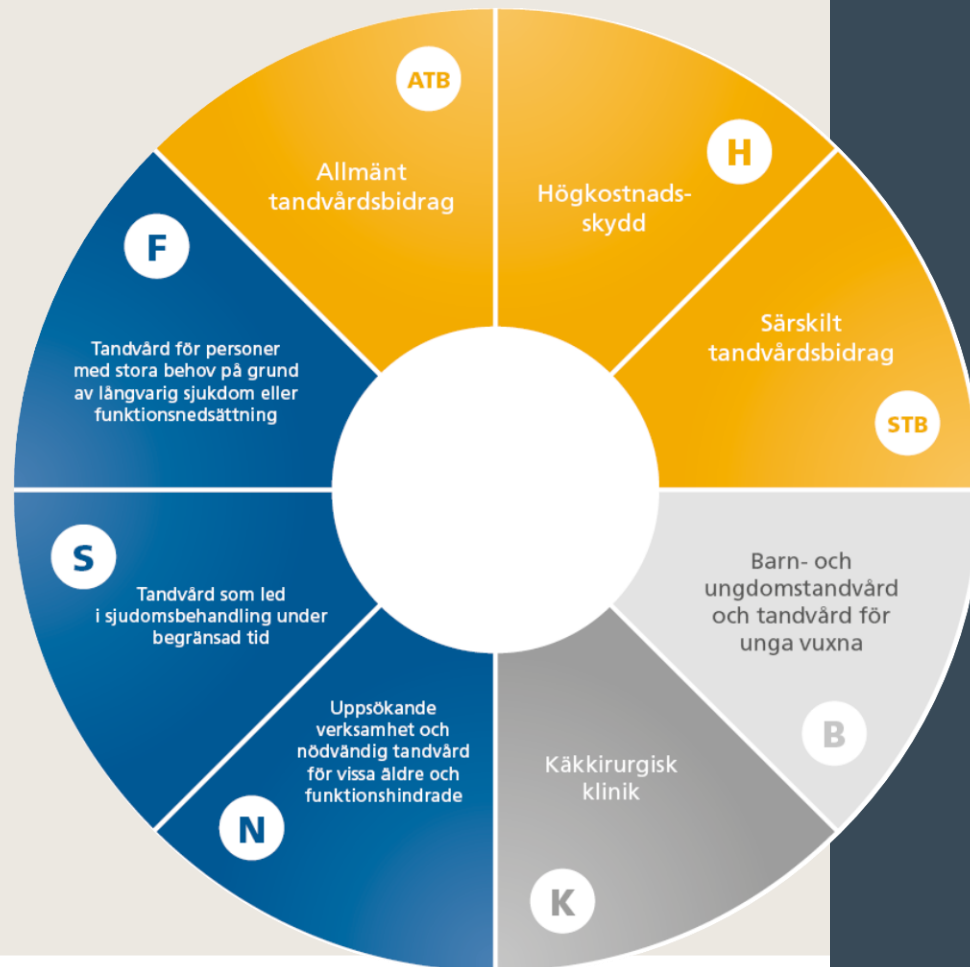 ATB
Allmänt
tandvårdsbidrag
H
Högkostnads-
skydd
Särskilt
tandvårdsbidrag
STB
Barn- och
ungdomstandvård
och tandvård för
unga vuxna
B
Käkkirurgisk
klinik
K
Uppsökande
verksamhet och
nödvändig tandvård
för vissa äldre och
funktionshindrade
N
S
Tandvård som led
i sjudomsbehandling under
begränsad tid
F
Tandvård för personer
med stora behov på grund
av långvarig sjukdom eller
funktionsnedsättning